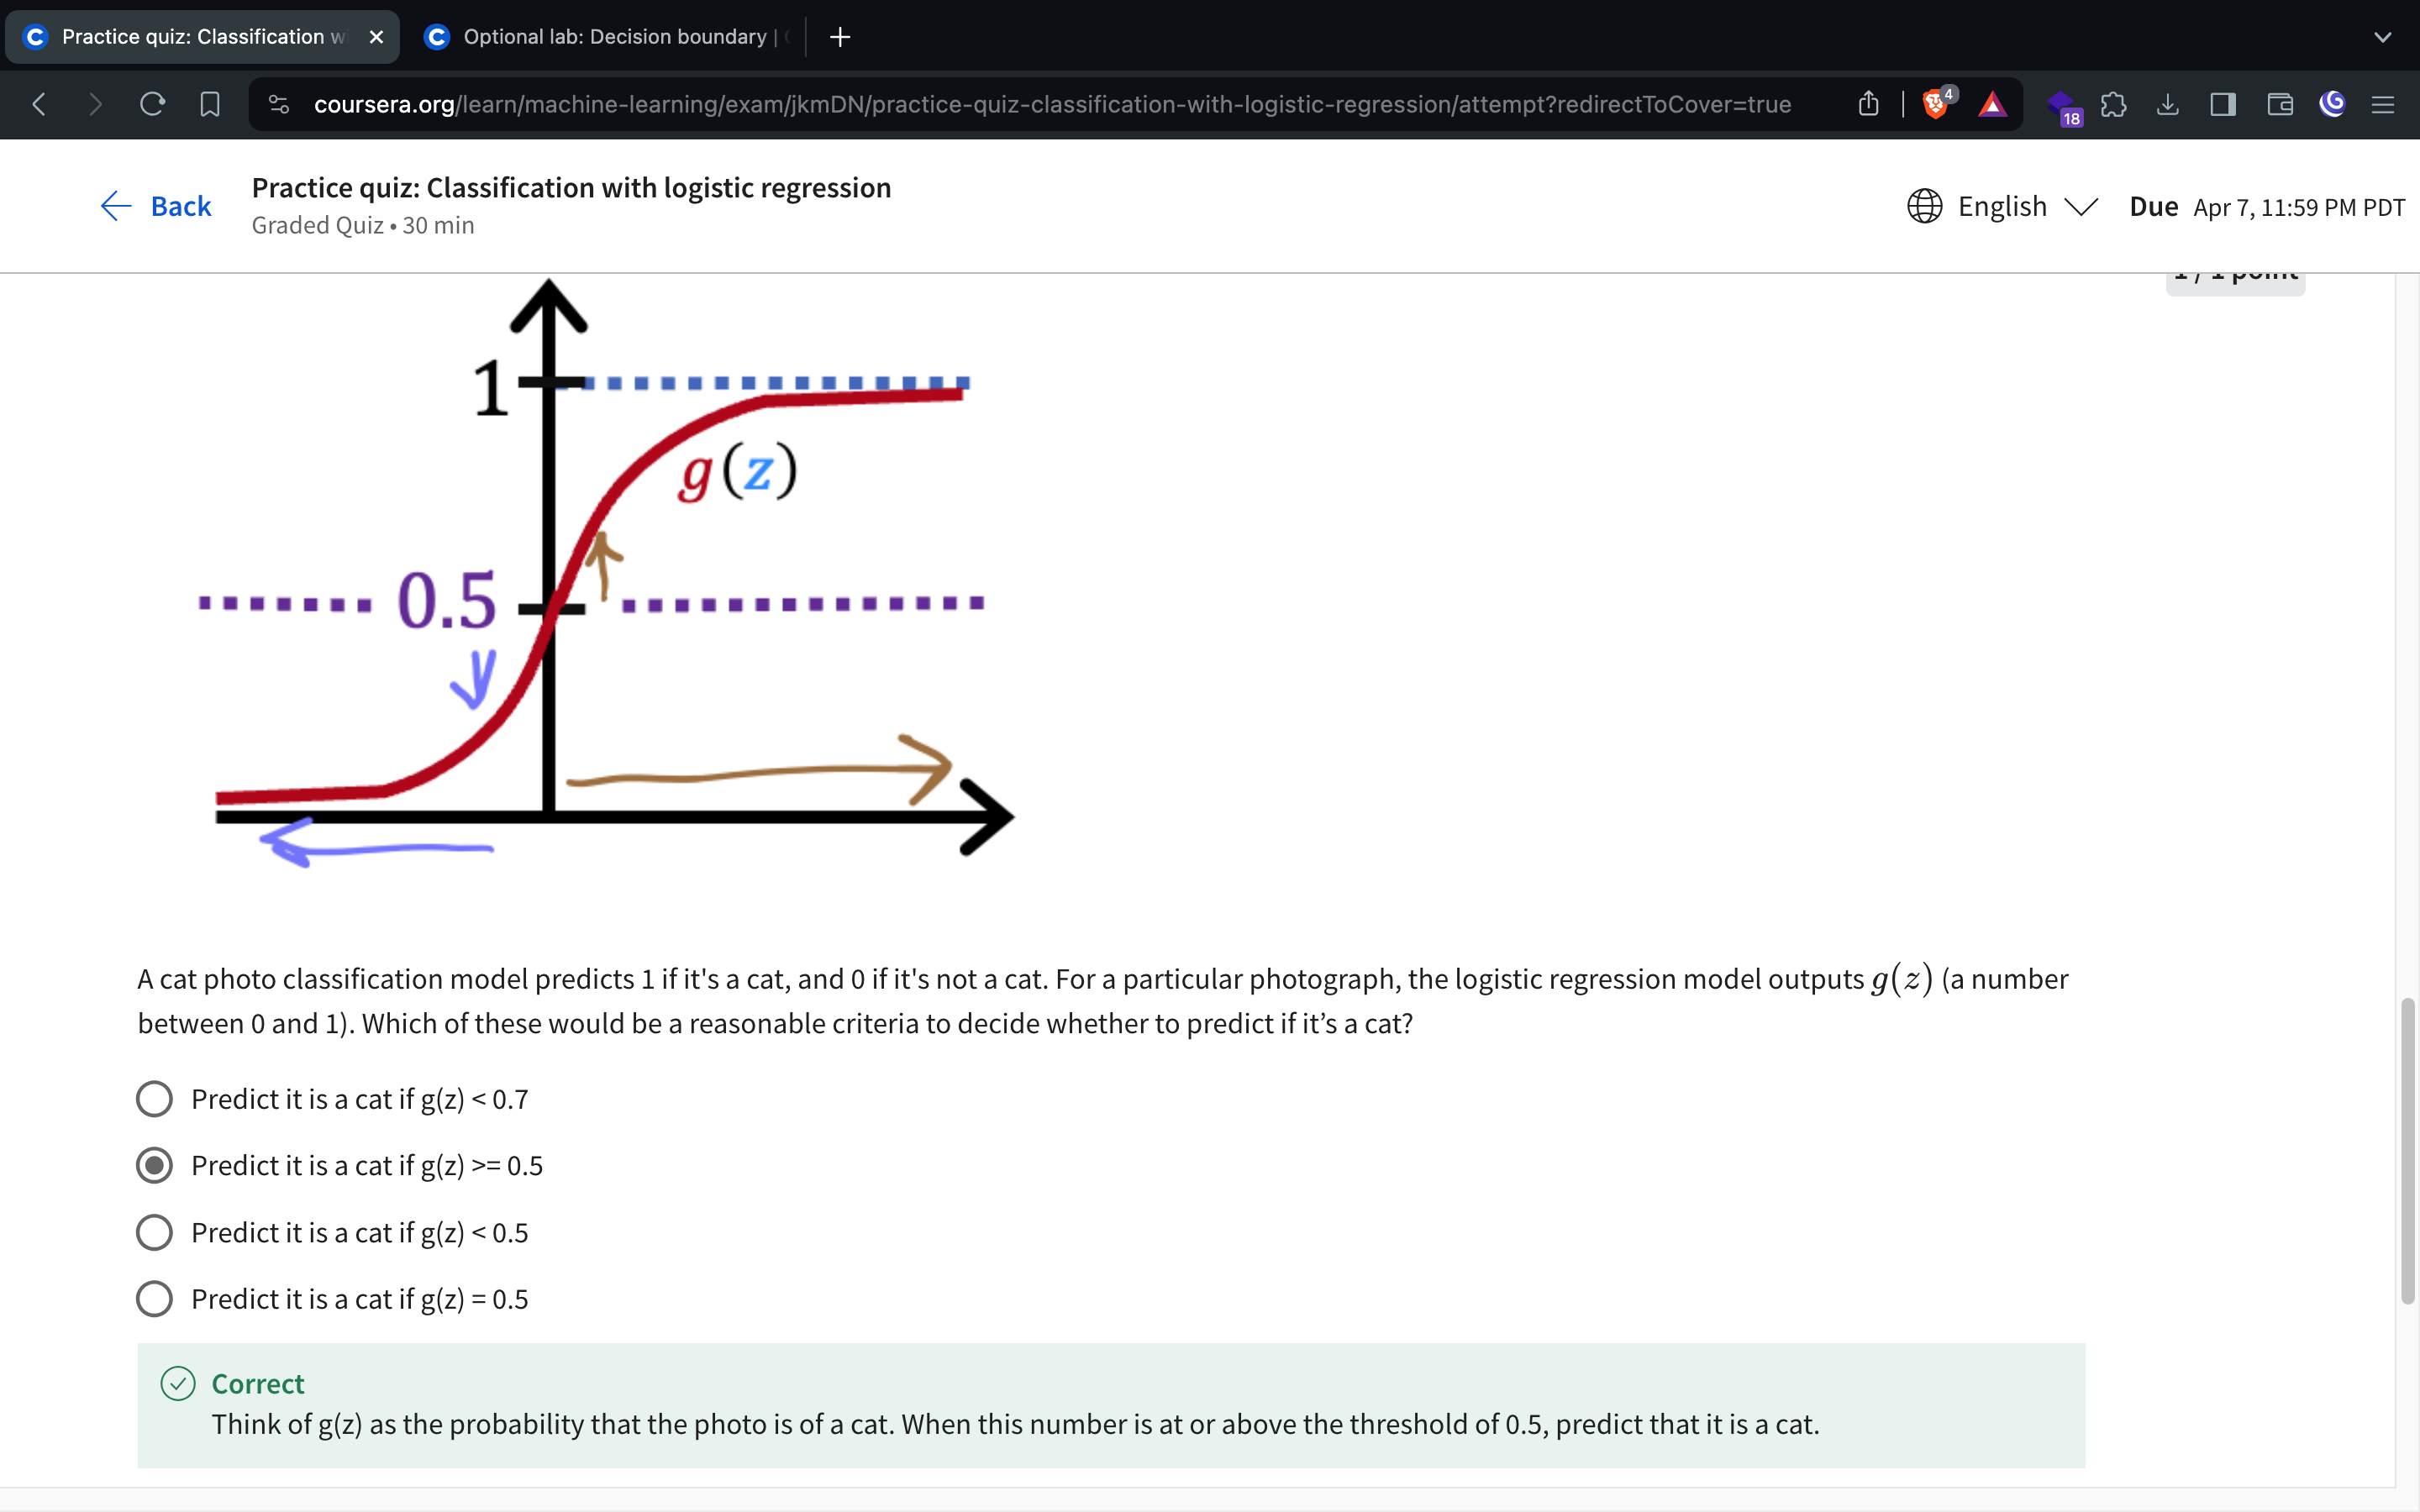 Practice quiz: Classification w
Optional lab: Decision boundary |
coursera.org/learn/machine-learning/exam/jkmDN/practice-quiz-classification-with-logistic-regression/attempt?redirectToCover=true
4
18
Back
Practice quiz: Classification with logistic regression
Graded Quiz • 30 min
English
Due Apr 7, 11:59 PM PDT
1 / 1 point
1
g(z)
0.5
A cat photo classification model predicts 1 if it's a cat, and 0 if it's not a cat. For a particular photograph, the logistic regression model outputs g(z) (a number
between 0 and 1). Which of these would be a reasonable criteria to decide whether to predict if it’s a cat?
Predict it is a cat if g(z) < 0.7
Predict it is a cat if g(z) >= 0.5
Predict it is a cat if g(z) < 0.5
Predict it is a cat if g(z) = 0.5
Correct
Think of g(z) as the probability that the photo is of a cat. When this number is at or above the threshold of 0.5, predict that it is a cat.